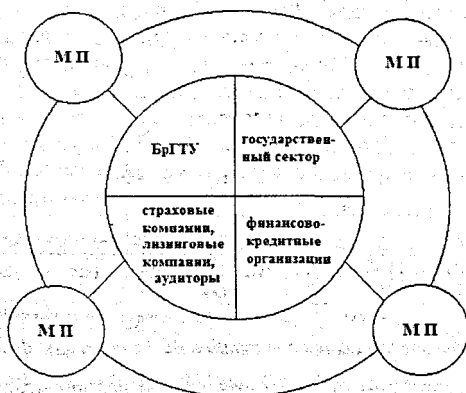 М П
М П
БрГТУ
государствен-
ный сектор
страховые
компании,
лизинговые
компании,
аудиторы
финансово-
кредитные
организации
М П
М П